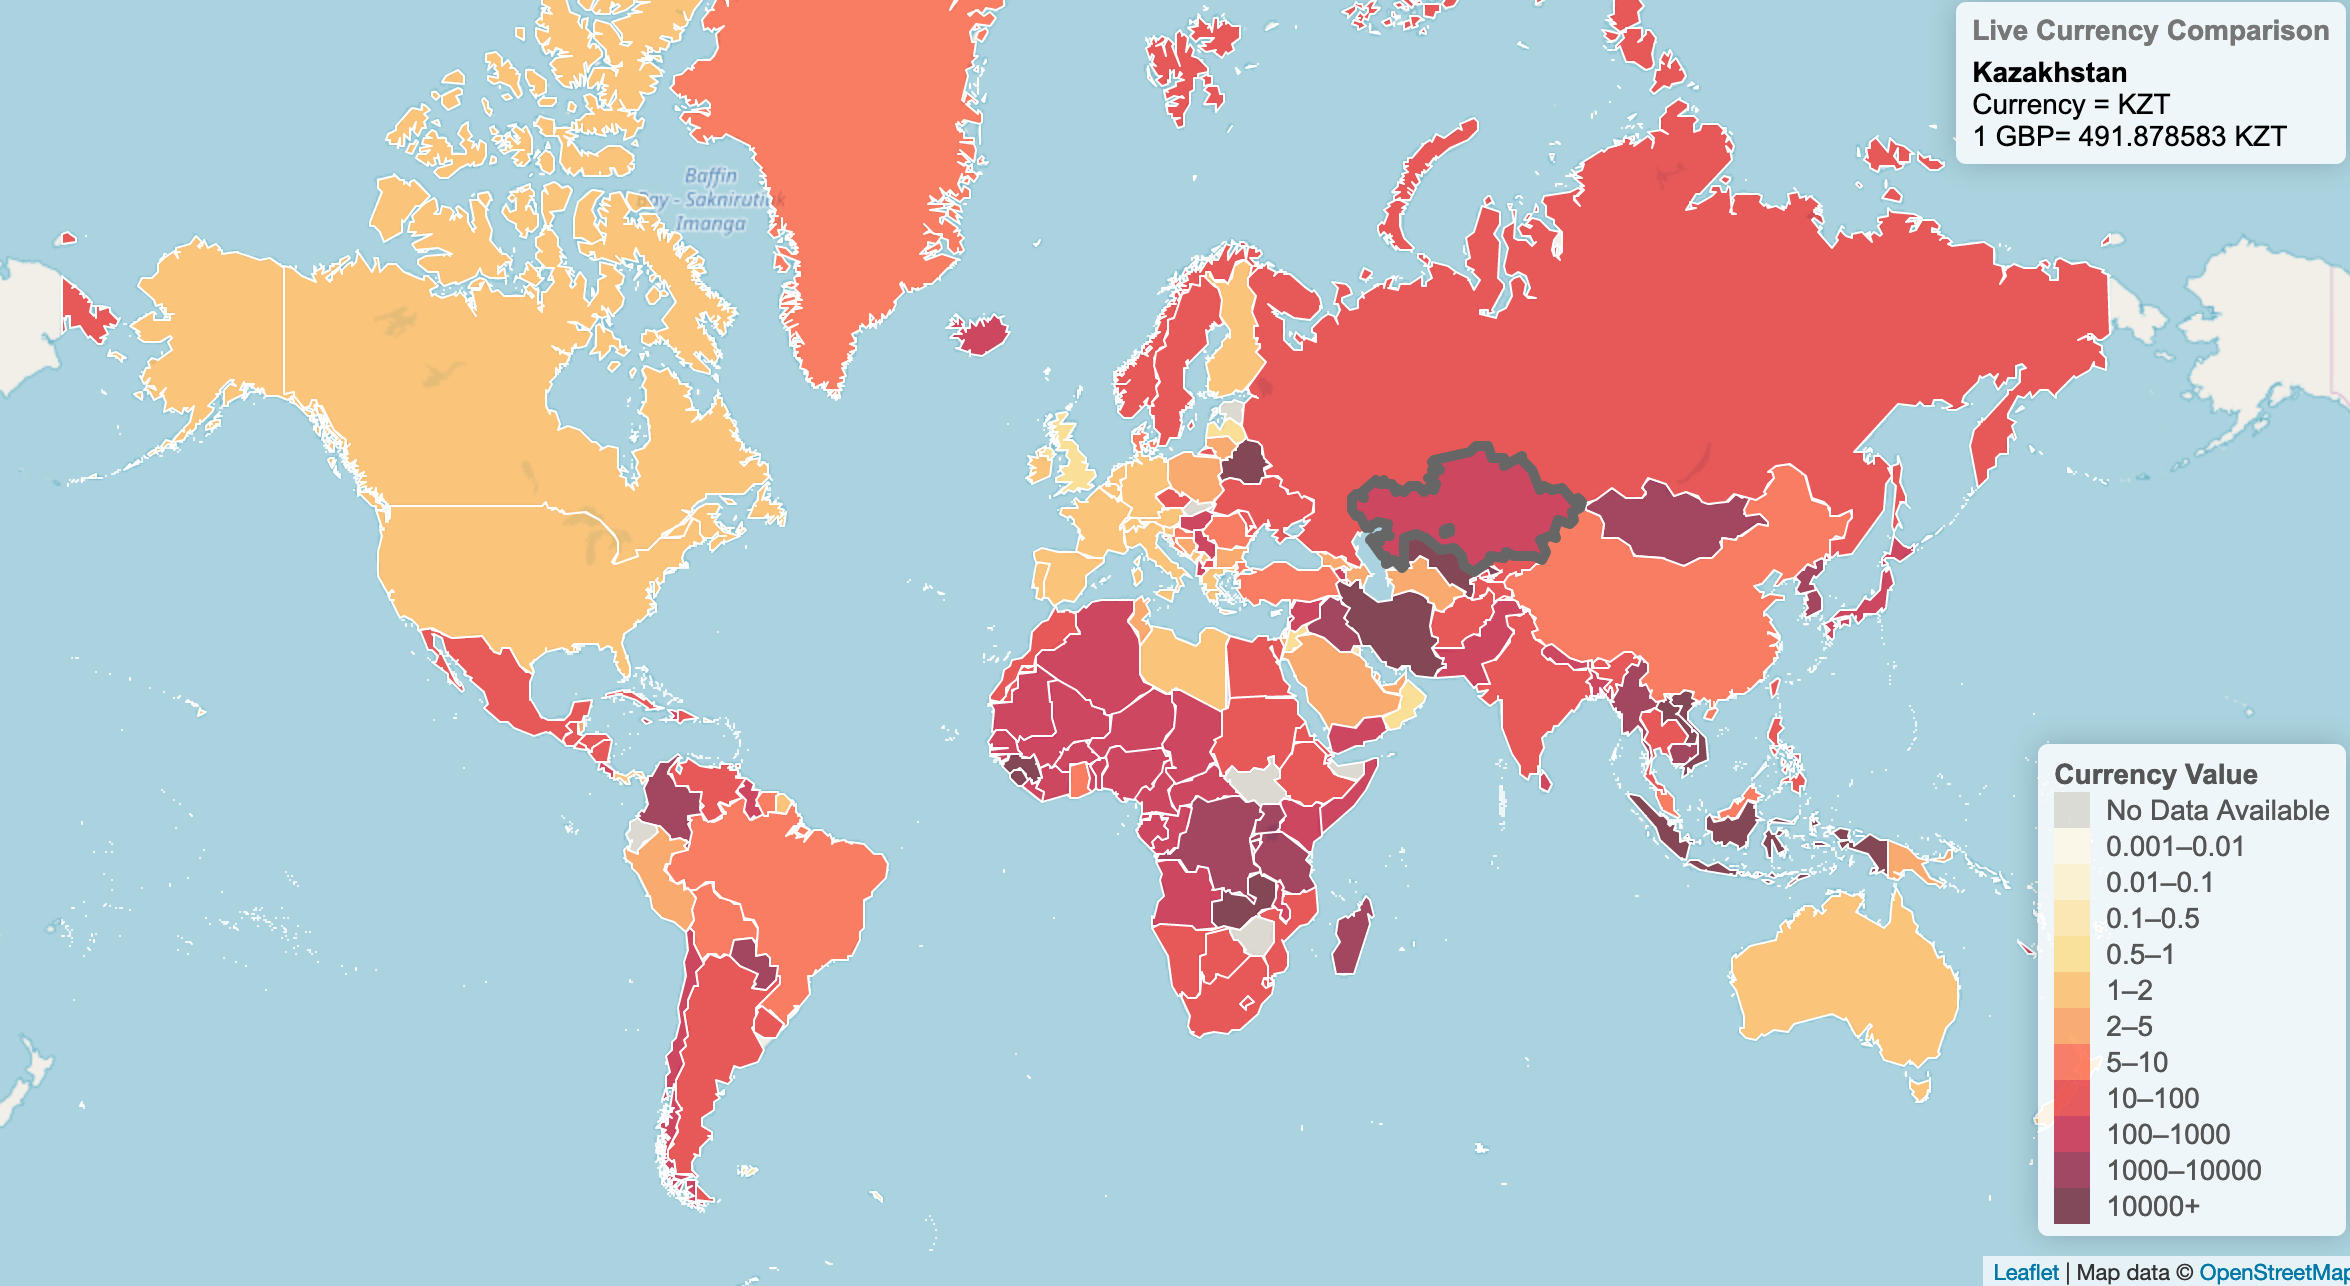 Live Currency Comparison
Kazakhstan
Currency = KZT
1 GBP= 491.878583 KZT
Baffin
Bay - Saknirutiak
Imanga
Currency Value
No Data Available
0.001–0.01
0.01–0.1
0.1–0.5
0.5–1
1–2
2–5
5–10
10–100
100–1000
1000–10000
10000+
Leaflet | Map data © OpenStreetMap